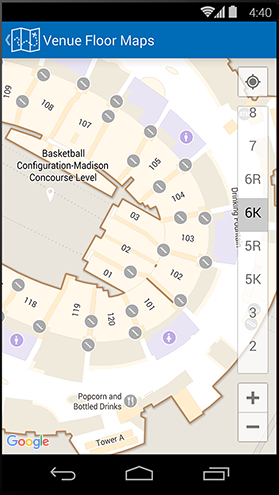 4:40
Venue Floor Maps
109
108
107
Basketball
Configuration-Madison
Concourse Level
105
104
103
102
101
120
119
118
03
02
01
Drinking Fountain
8
7
6R
6K
5R
5K
3
2
Popcorn and
Bottled Drinks
Tower A
+
−
Google